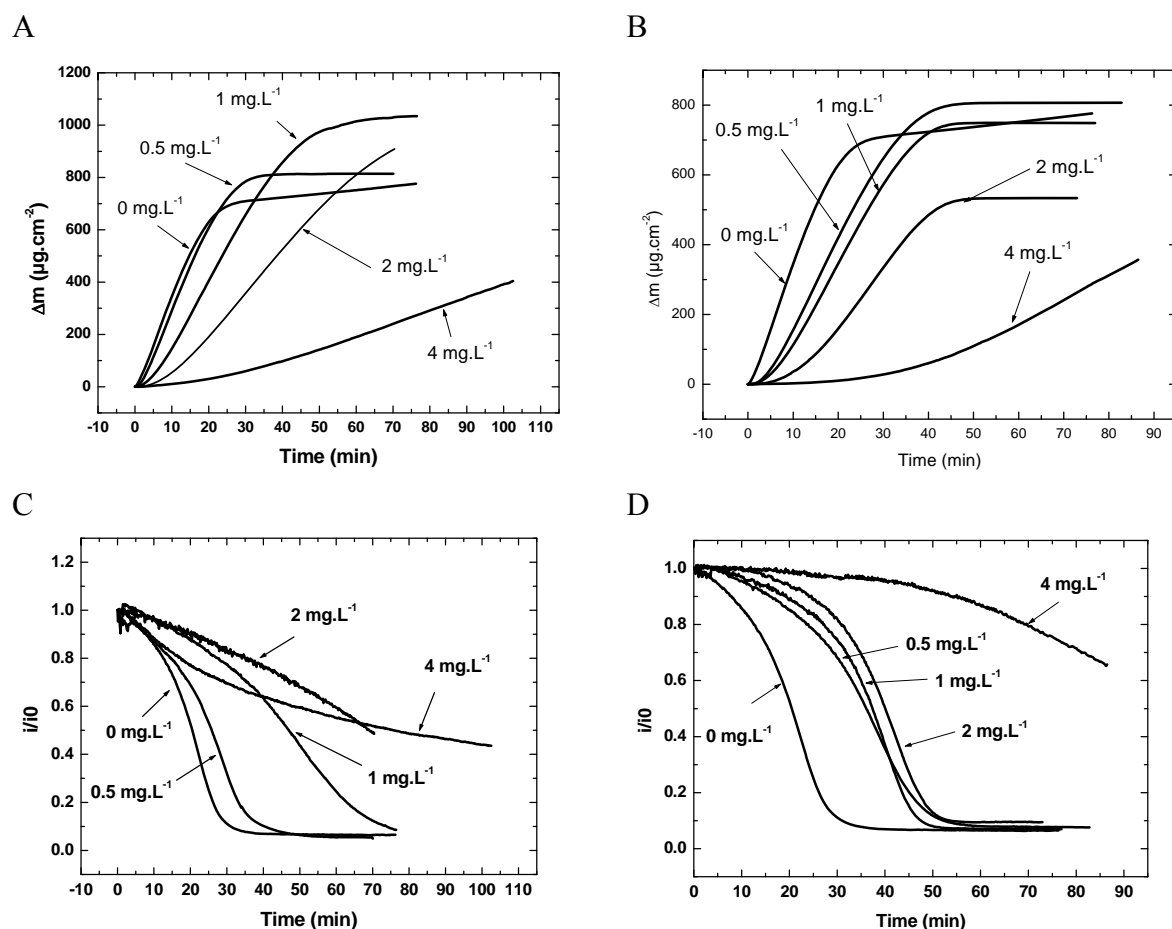 A
1200
1000
800
600
400
200
0
Δm (µg.cm⁻²)
1 mg.L⁻¹
0.5 mg.L⁻¹
0 mg.L⁻¹
2 mg.L⁻¹
4 mg.L⁻¹
-10 0 10 20 30 40 50 60 70 80 90 100 110
Time (min)
B
800
600
400
200
0
Δm (µg.cm⁻²)
1 mg.L⁻¹
0.5 mg.L⁻¹
2 mg.L⁻¹
0 mg.L⁻¹
4 mg.L⁻¹
-10 0 10 20 30 40 50 60 70 80 90
Time (min)
C
1.2
1.0
0.8
0.6
0.4
0.2
0.0
i/i0
2 mg.L⁻¹
4 mg.L⁻¹
0 mg.L⁻¹
1 mg.L⁻¹
0.5 mg.L⁻¹
-10 0 10 20 30 40 50 60 70 80 90 100 110
Time (min)
D
1.0
0.8
0.6
0.4
0.2
0.0
i/i0
4 mg.L⁻¹
0.5 mg.L⁻¹
1 mg.L⁻¹
0 mg.L⁻¹
2 mg.L⁻¹
0 10 20 30 40 50 60 70 80 90
Time (min)